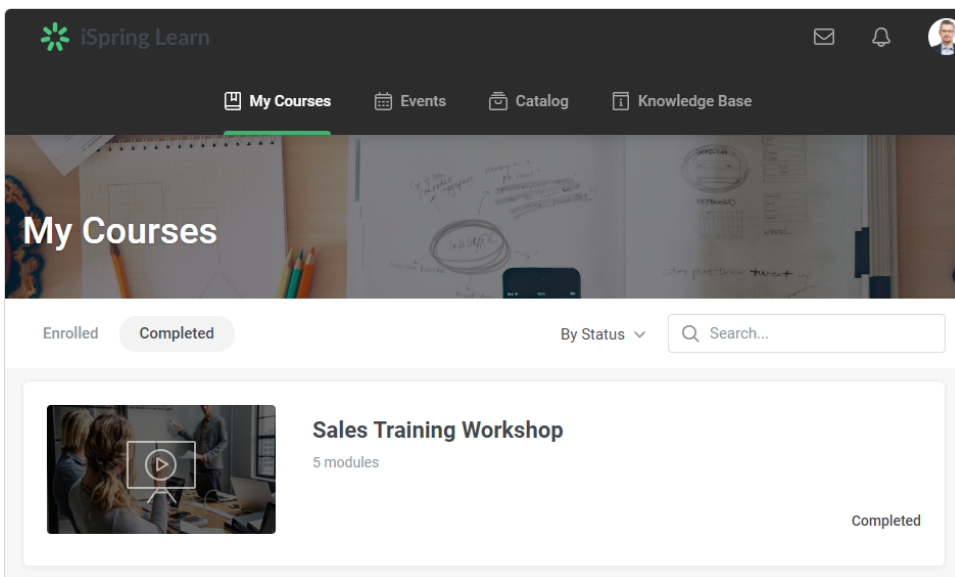 iSpring Learn
My Courses
Events
Catalog
Knowledge Base
My Courses
Enrolled
Completed
By Status
Search...
Sales Training Workshop
5 modules
Completed